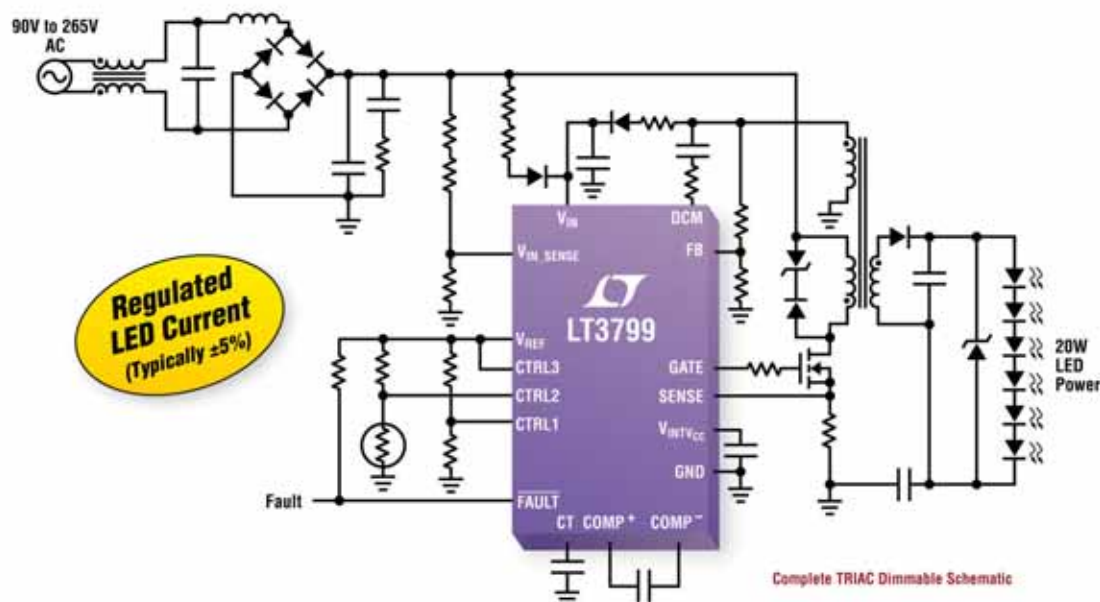 90V to 265V
AC
Regulated
LED Current
(Typically ±5%)
VIN
DCM
VIN_SENSE
FB
LT3799
VREF
CTRL3
GATE
CTRL2
SENSE
CTRL1
VINTVCC
GND
Fault
FAULT
CT
COMP+
COMP−
20W
LED
Power
Complete TRIAC Dimmable Schematic